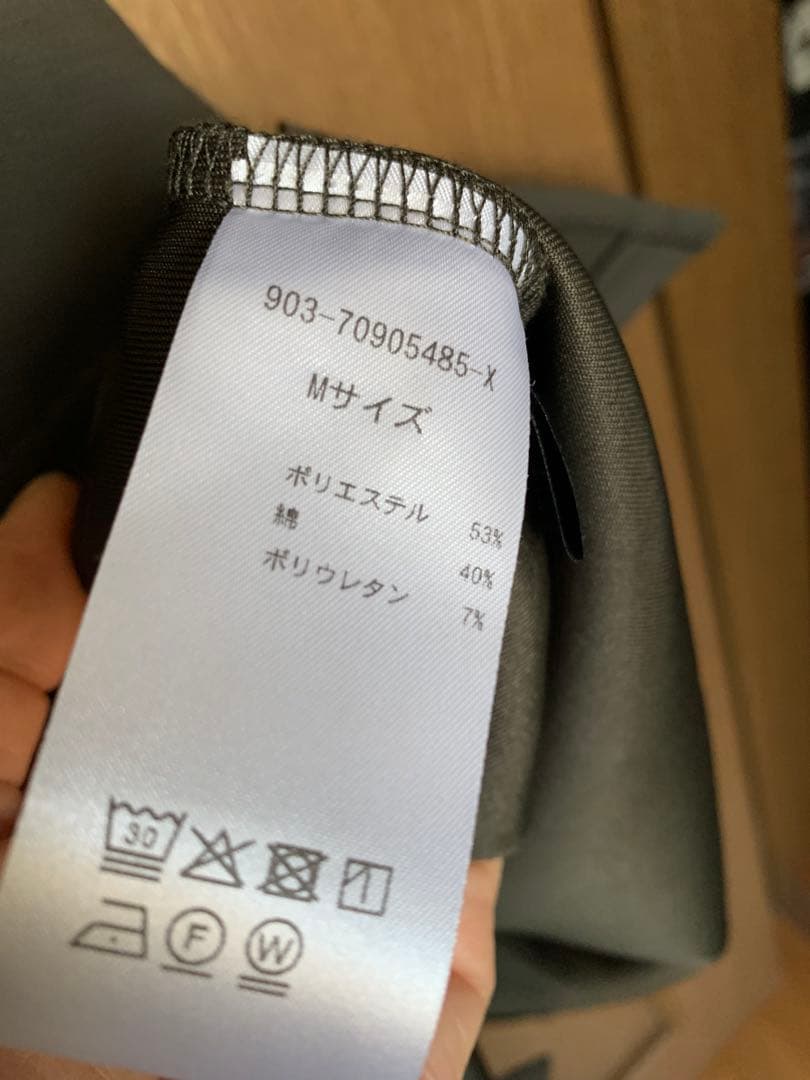 903-70905485-X
Mサイズ
ポリエステル 53%
綿 40%
ポリウレタン 7%
30
F W